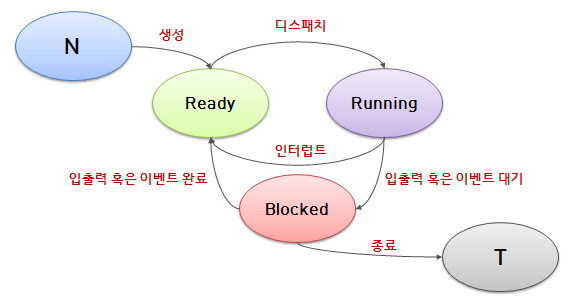 N
생성
디스패치
Ready
Running
인터럽트
입출력 혹은 이벤트 완료
입출력 혹은 이벤트 대기
Blocked
종료
T